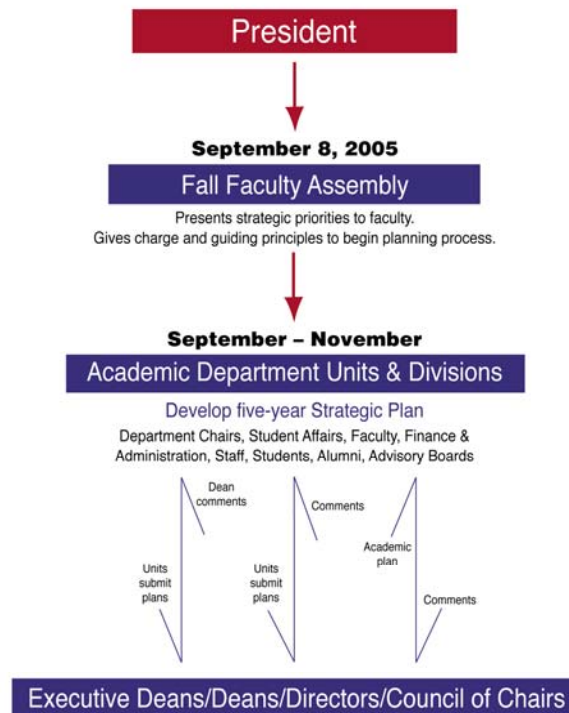 President
September 8, 2005
Fall Faculty Assembly
Presents strategic priorities to faculty.
Gives charge and guiding principles to begin planning process.
September – November
Academic Department Units & Divisions
Develop five-year Strategic Plan
Department Chairs, Student Affairs, Faculty, Finance &
Administration, Staff, Students, Alumni, Advisory Boards
Dean
comments
Comments
Academic
plan
Units
submit
plans
Units
submit
plans
Comments
Executive Deans/Deans/Directors/Council of Chairs